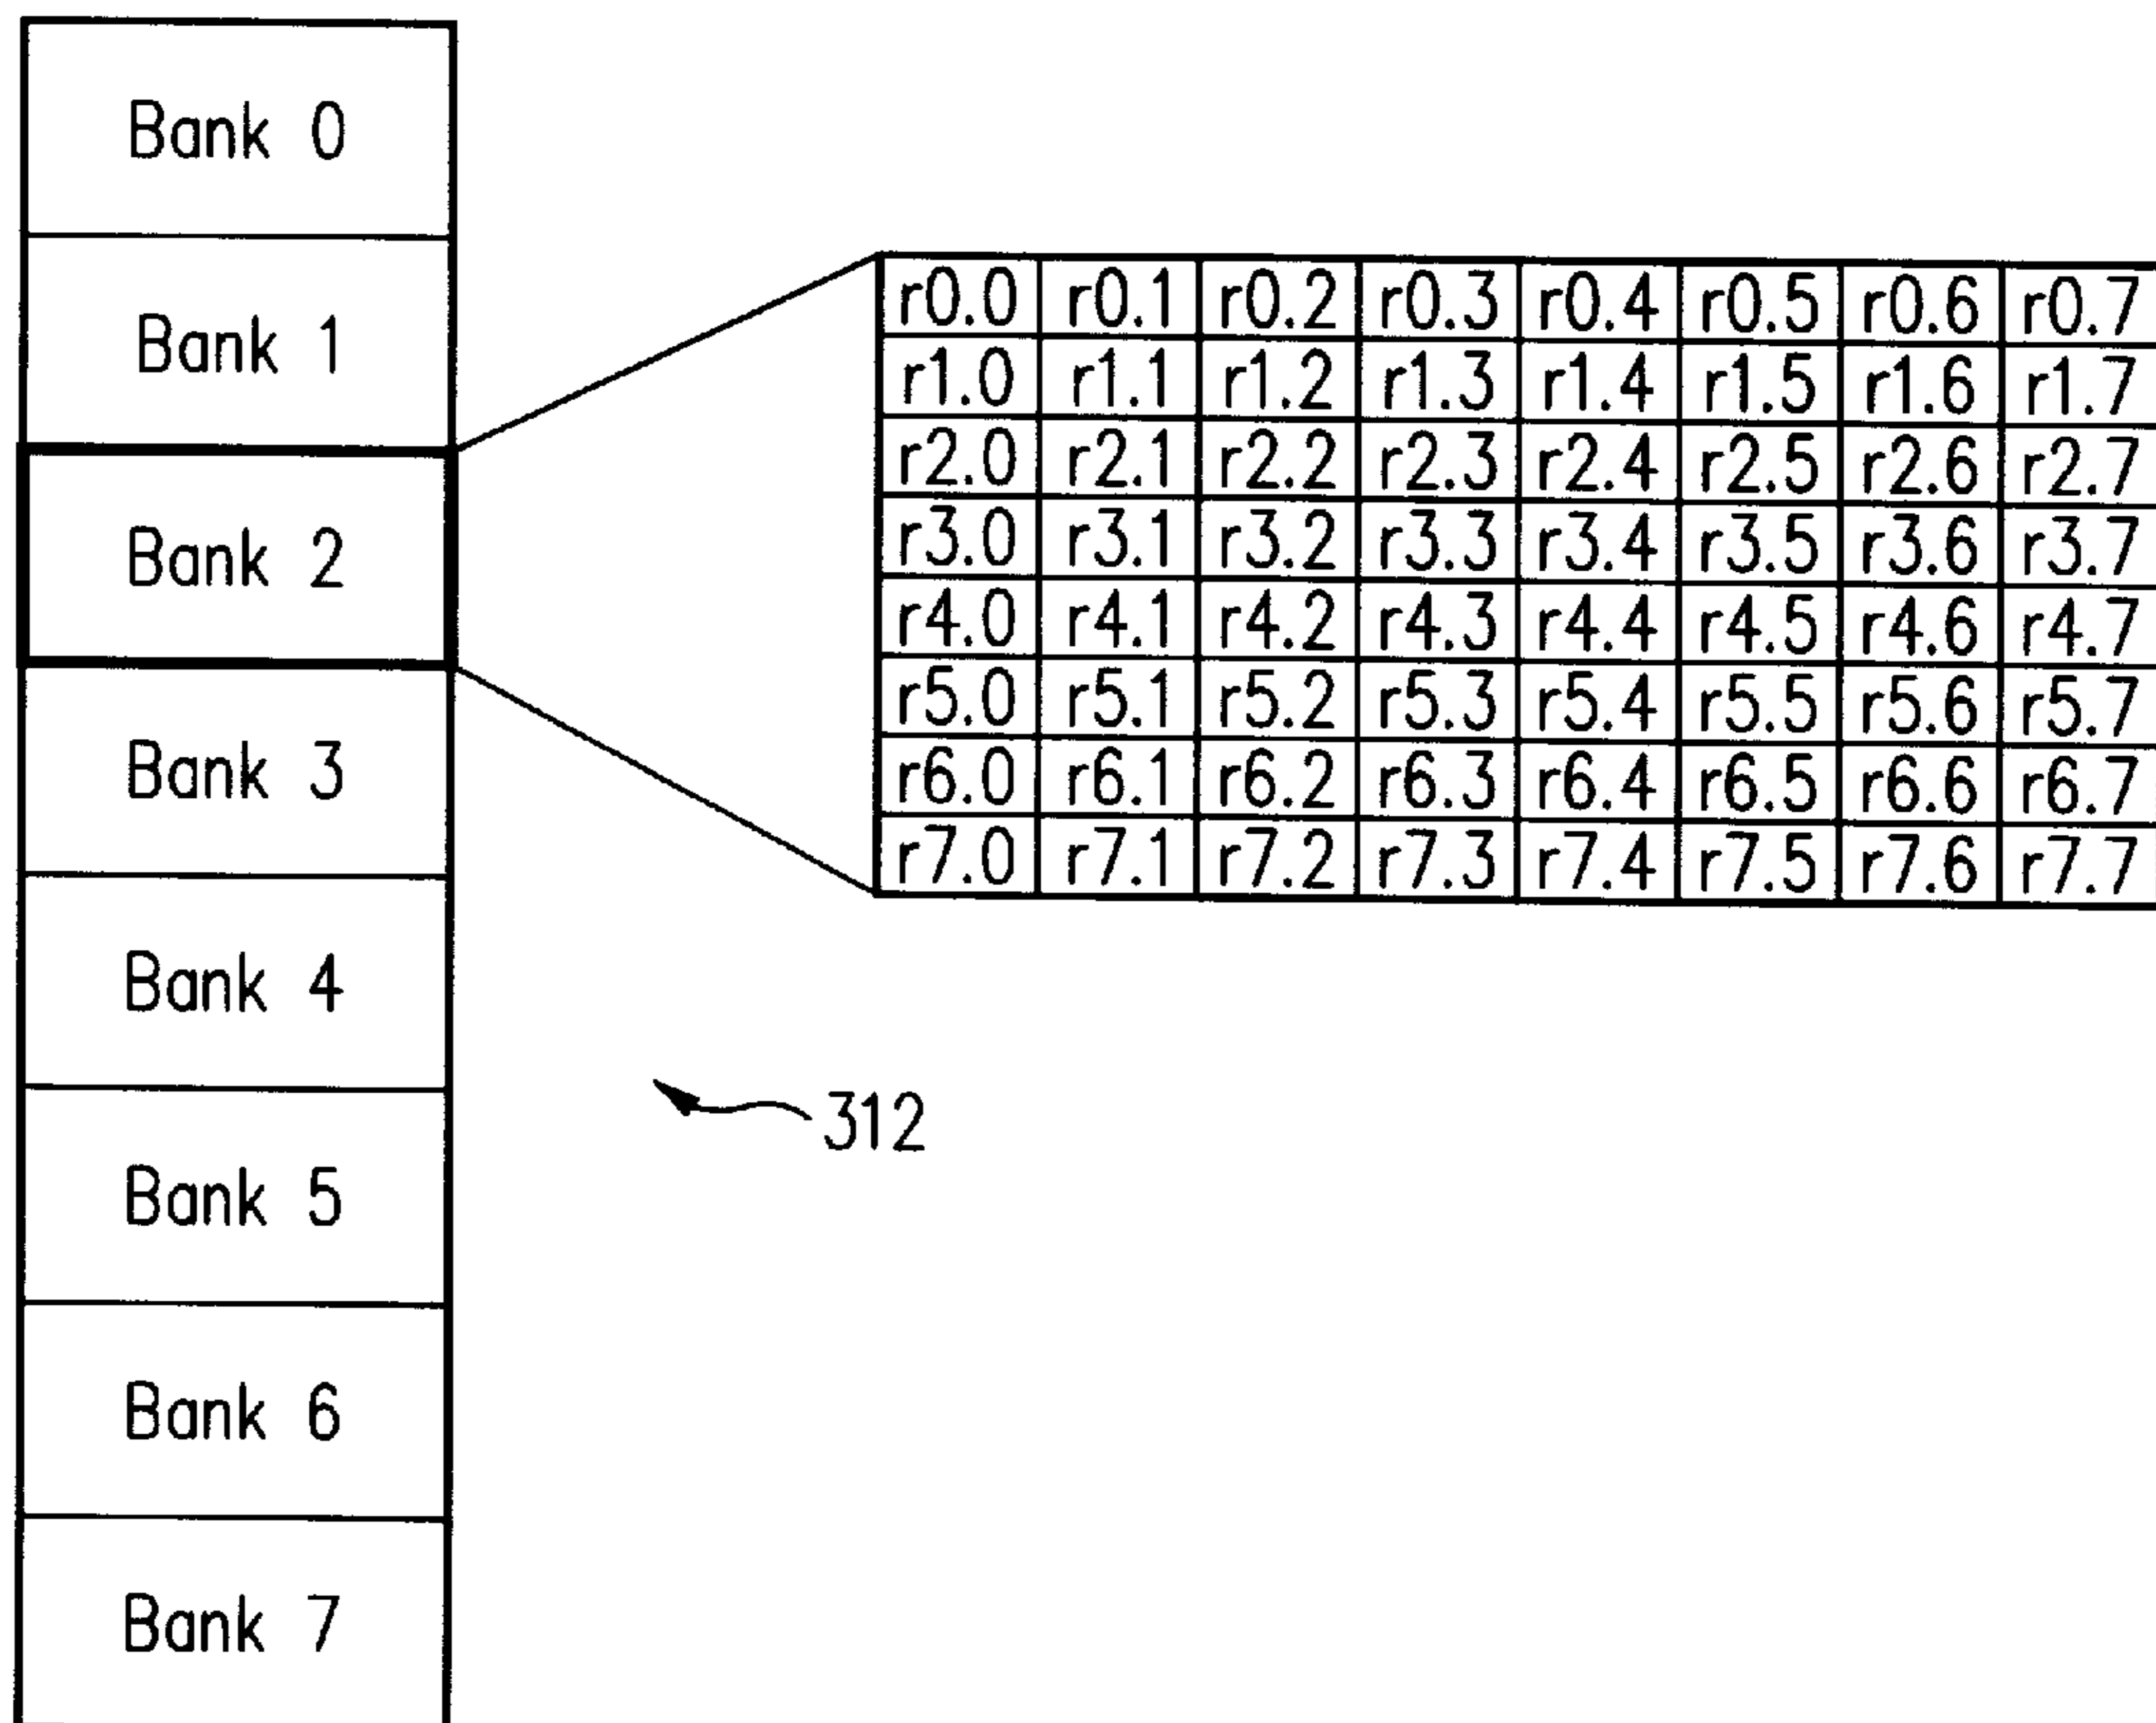 Bank 0
Bank 1
Bank 2
Bank 3
Bank 4
Bank 5
Bank 6
Bank 7
r0.0 r0.1 r0.2 r0.3 r0.4 r0.5 r0.6 r0.7
r1.0 r1.1 r1.2 r1.3 r1.4 r1.5 r1.6 r1.7
r2.0 r2.1 r2.2 r2.3 r2.4 r2.5 r2.6 r2.7
r3.0 r3.1 r3.2 r3.3 r3.4 r3.5 r3.6 r3.7
r4.0 r4.1 r4.2 r4.3 r4.4 r4.5 r4.6 r4.7
r5.0 r5.1 r5.2 r5.3 r5.4 r5.5 r5.6 r5.7
r6.0 r6.1 r6.2 r6.3 r6.4 r6.5 r6.6 r6.7
r7.0 r7.1 r7.2 r7.3 r7.4 r7.5 r7.6 r7.7
312